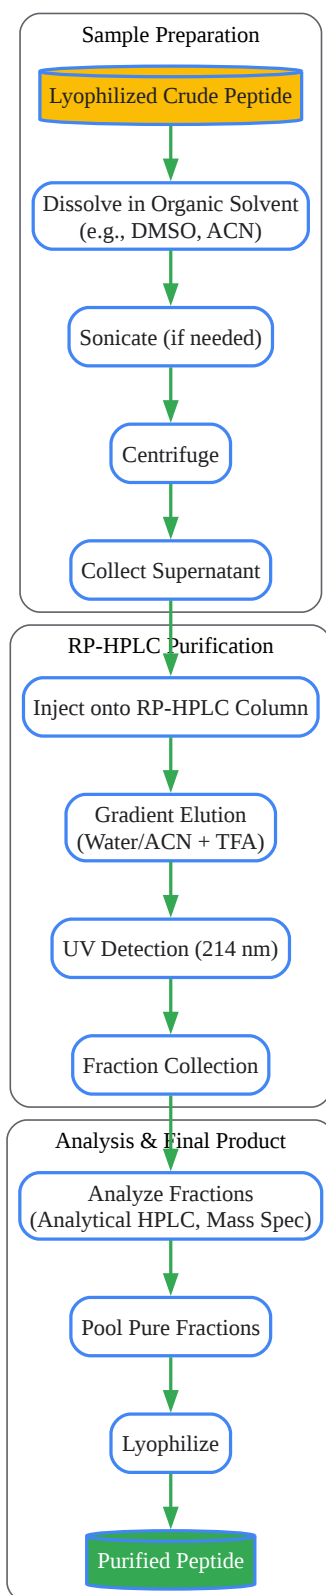 Sample Preparation
Lyophilized Crude Peptide
Dissolve in Organic Solvent
(e.g., DMSO, ACN)
Sonicate (if needed)
Centrifuge
Collect Supernatant
RP-HPLC Purification
Inject onto RP-HPLC Column
Gradient Elution
(Water/ACN + TFA)
UV Detection (214 nm)
Fraction Collection
Analysis & Final Product
Analyze Fractions
(Analytical HPLC, Mass Spec)
Pool Pure Fractions
Lyophilize
Purified Peptide